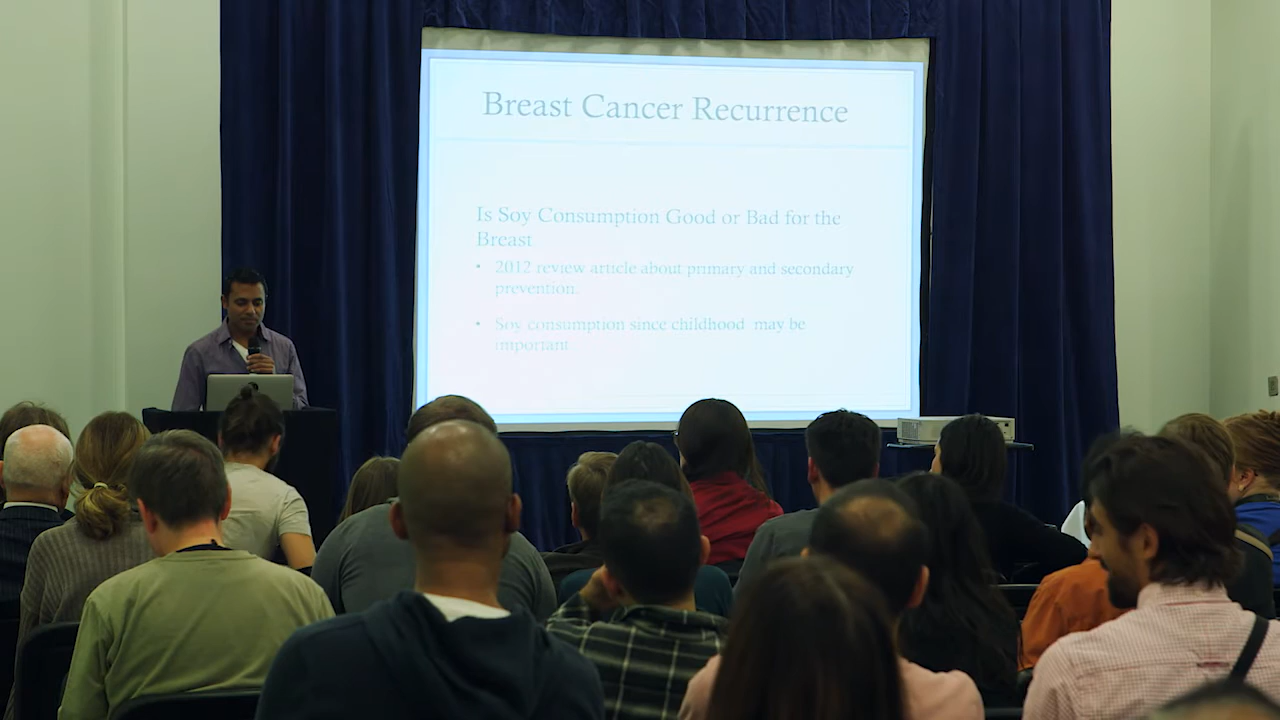 Breast Cancer Recurrence
Is Soy Consumption Good or Bad for the
Breast
• 2012 review article about primary and secondary
prevention.
• Soy consumption since childhood may be
important